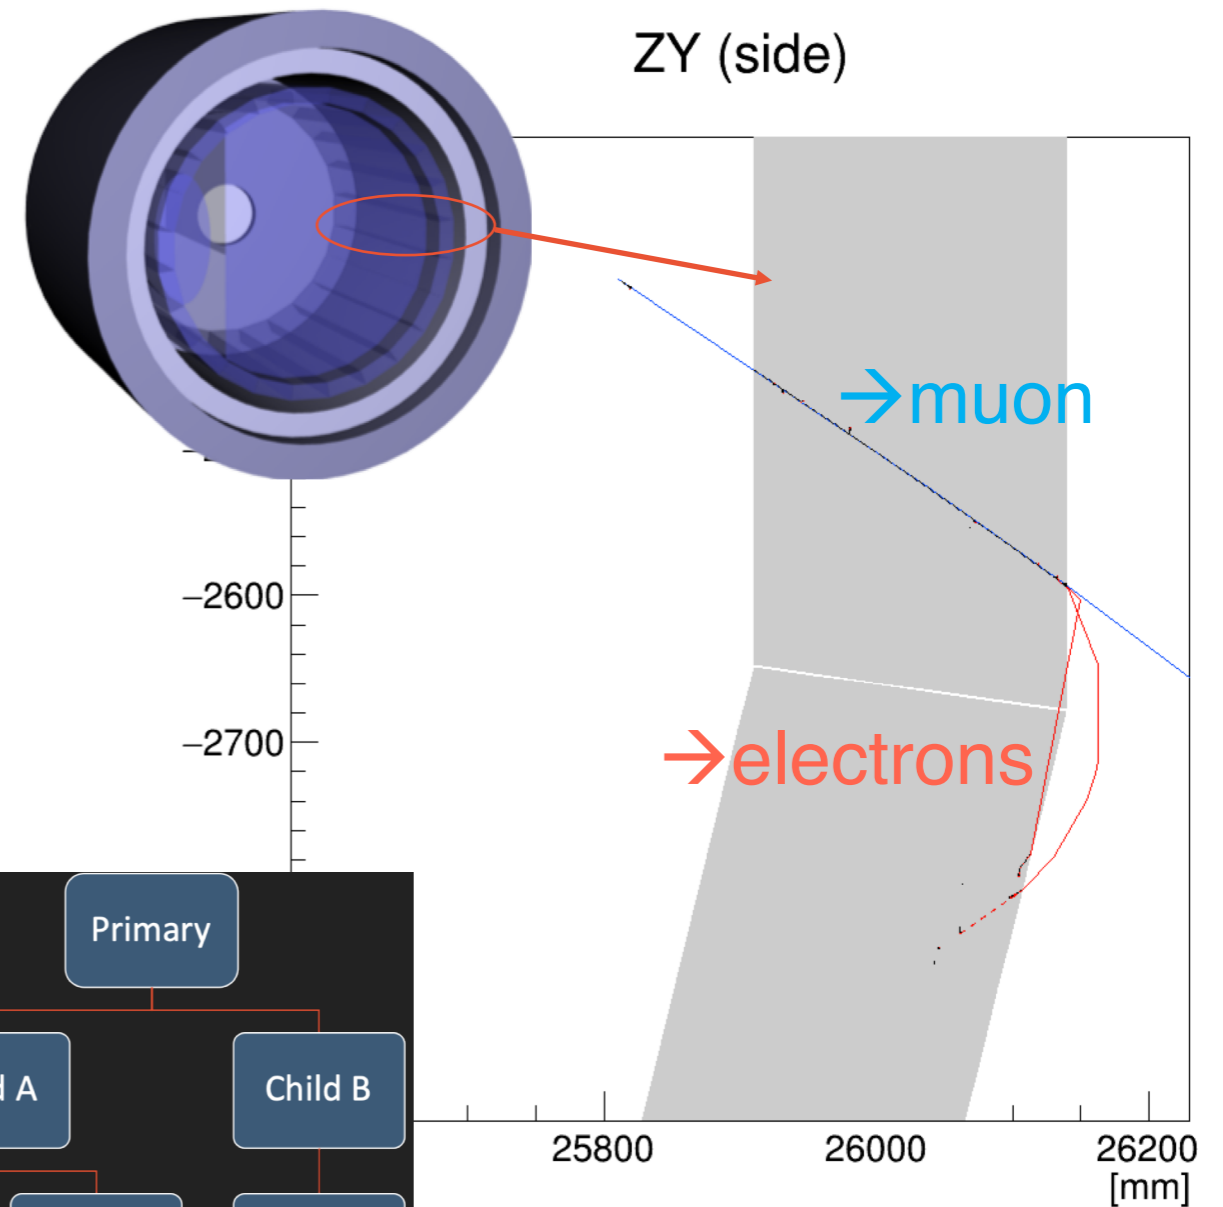 ZY (side)
→muon
−2600
−2700
→electrons
Primary
d A
Child B
25800
26000
26200
[mm]